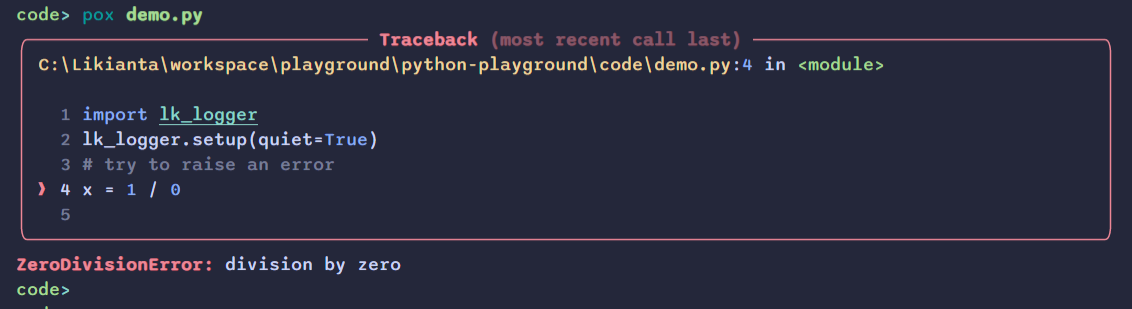 code> pox demo.py
Traceback (most recent call last)
C:\Likianta\workspace\playground\python-playground\code\demo.py:4 in <module>
1 import lk_logger
2 lk_logger.setup(quiet=True)
3 # try to raise an error
❱ 4 x = 1 / 0
5
ZeroDivisionError: division by zero
code>